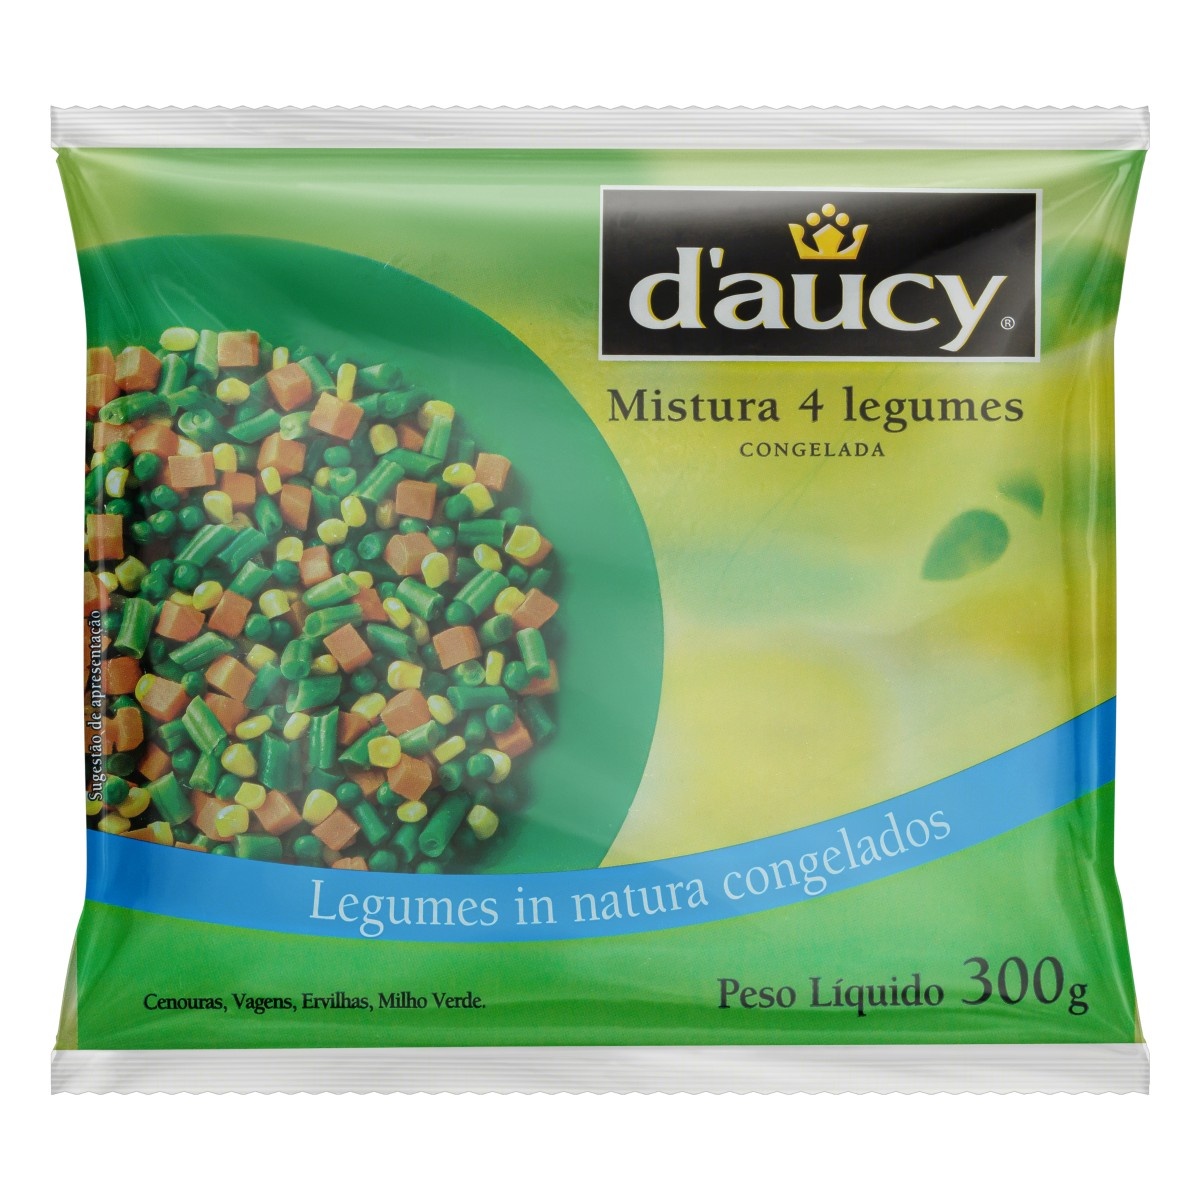 d'aucy®
Mistura 4 legumes
CONGELADA
Sugestão de apresentação
Legumes in natura congelados
Cenouras, Vagens, Ervilhas, Milho Verde.
Peso Líquido 300g